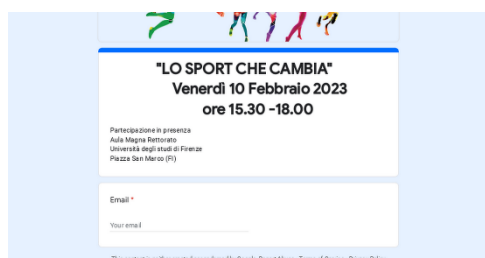 "LO SPORT CHE CAMBIA"
Venerdì 10 Febbraio 2023
ore 15.30 -18.00
Partecipazione in presenza
Aula Magna Rettorato
Università degli studi di Firenze
Piazza San Marco (FI)
Email *
Your email